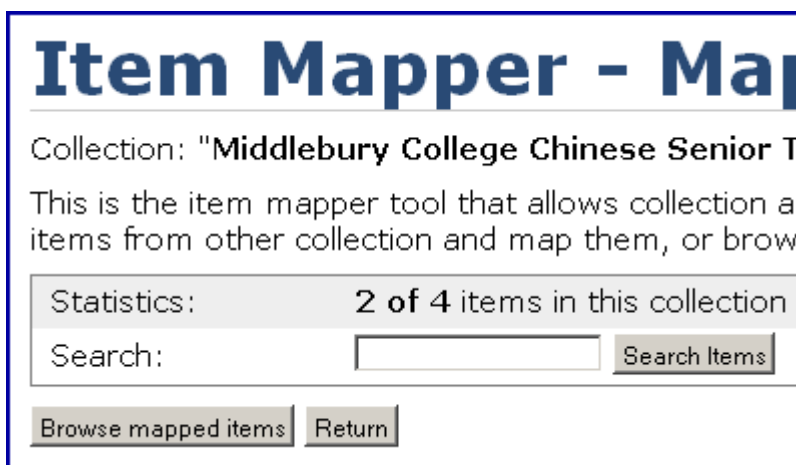 Item Mapper - Map
Collection: "Middlebury College Chinese Senior T
This is the item mapper tool that allows collection a
items from other collection and map them, or brow
Statistics: 2 of 4 items in this collection
Search: Search Items
Browse mapped items Return